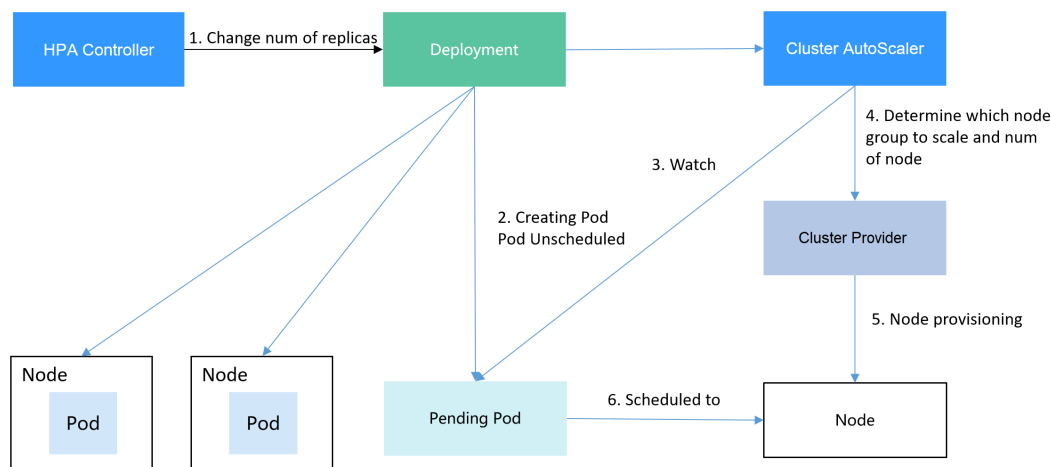 HPA Controller
1. Change num of replicas
Deployment
Cluster AutoScaler
4. Determine which node
group to scale and num
of node
3. Watch
2. Creating Pod
Pod Unscheduled
Cluster Provider
5. Node provisioning
Node
Pod
Node
Pod
Pending Pod
6. Scheduled to
Node